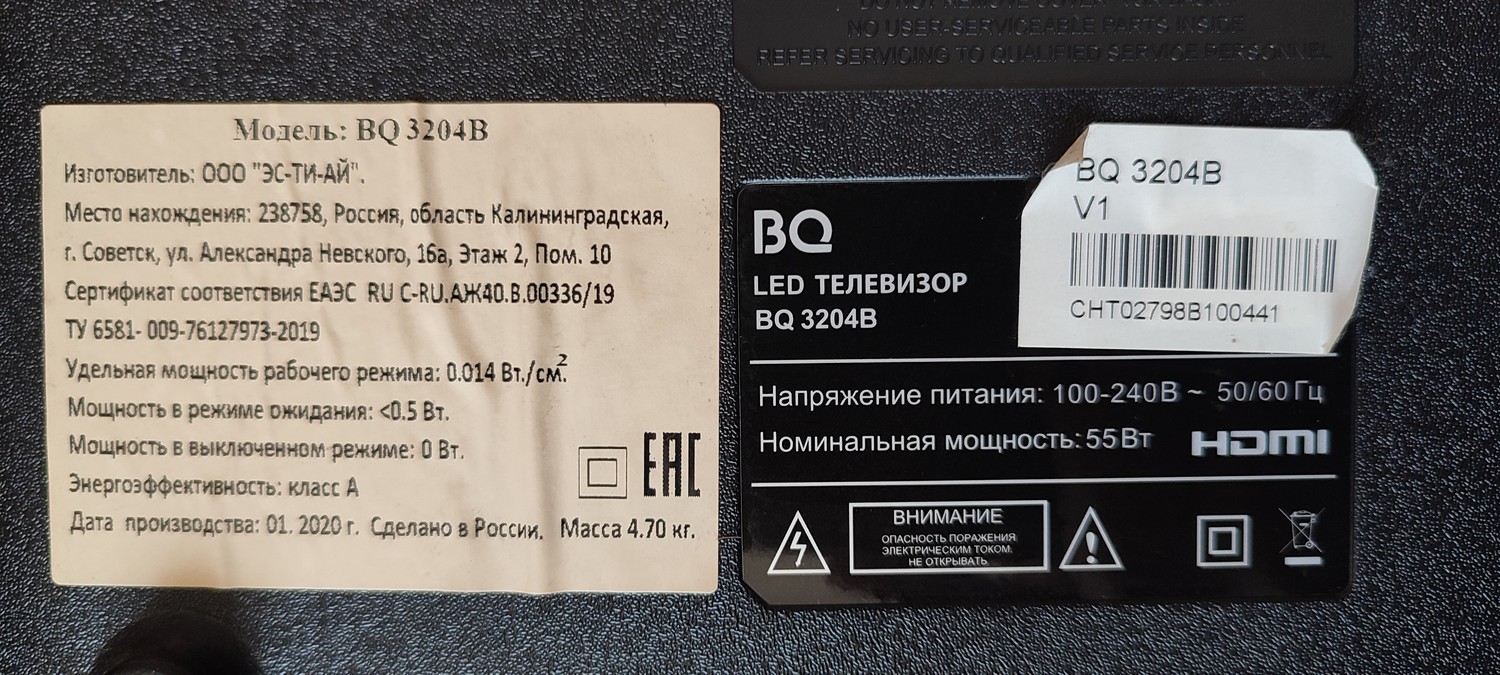 DO NOT REMOVE COVER
NO USER-SERVICEABLE PARTS INSIDE
REFER SERVICING TO QUALIFIED SERVICE PERSONNEL
Модель: BQ 3204B
Изготовитель: ООО "ЭС-ТИ-АЙ".
Место нахождения: 238758, Россия, область Калининградская,
г. Советск, ул. Александра Невского, 16а, Этаж 2, Пом. 10
Сертификат соответствия ЕАЭС RU С-RU.АЖ40.В.00336/19
ТУ 6581- 009-76127973-2019
Удельная мощность рабочего режима: 0.014 Вт./см².
Мощность в режиме ожидания: <0.5 Вт.
Мощность в выключенном режиме: 0 Вт.
Энергоэффективность: класс А
EAC
Дата производства: 01. 2020 г. Сделано в России. Масса 4.70 кг.
BQ 3204B
V1
CHT02798B100441
BQ
LED ТЕЛЕВИЗОР
BQ 3204B
Напряжение питания: 100-240В ~ 50/60 Гц
Номинальная мощность: 55 Вт HDMI
ВНИМАНИЕ
ОПАСНОСТЬ ПОРАЖЕНИЯ
ЭЛЕКТРИЧЕСКИМ ТОКОМ.
НЕ ОТКРЫВАТЬ.